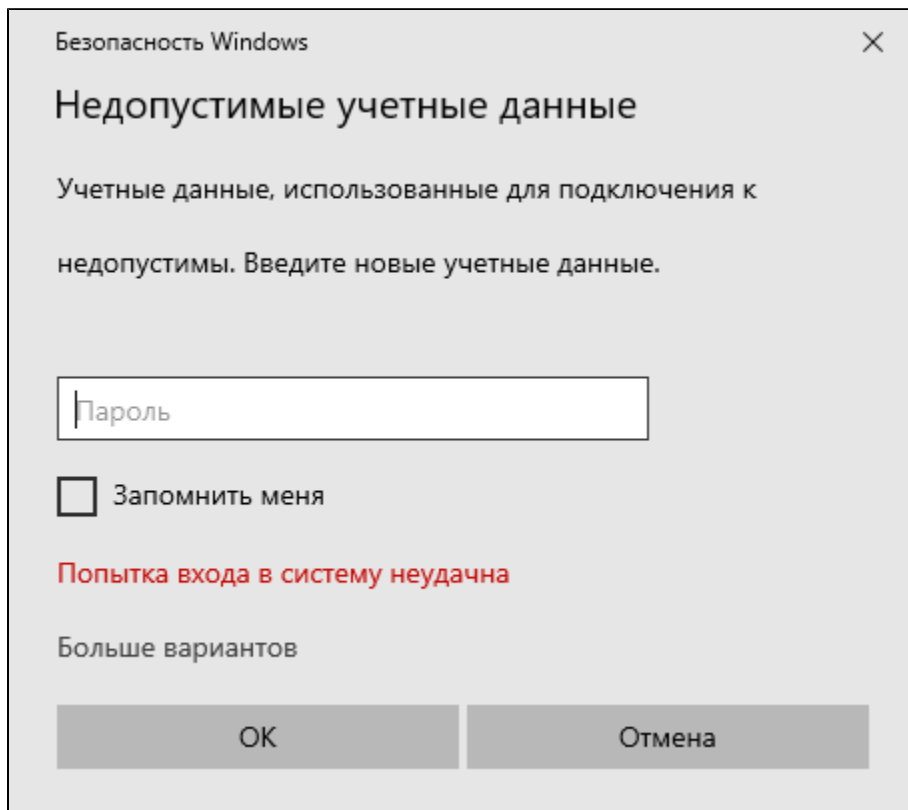 Безопасность Windows
Недопустимые учетные данные
Учетные данные, использованные для подключения к
недопустимы. Введите новые учетные данные.
Пароль
Запомнить меня
Попытка входа в систему неудачна
Больше вариантов
ОК
Отмена